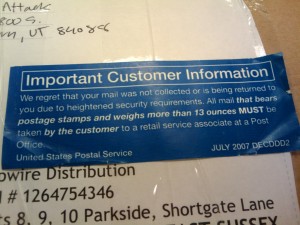 Attack
800 S.
UT
Important Customer Information
We regret that your mail was not collected or is being returned
to you due to heightened security requirements. All mail that bears
postage stamps and weighs more than 13 ounces MUST be
taken by the customer to a retail service associate at a Post
Office.
United States Postal Service
JULY 2007 DECDDD2
wire Distribution
# 1264754346
ts 8, 9, 10 Parkside, Shortgate Lane